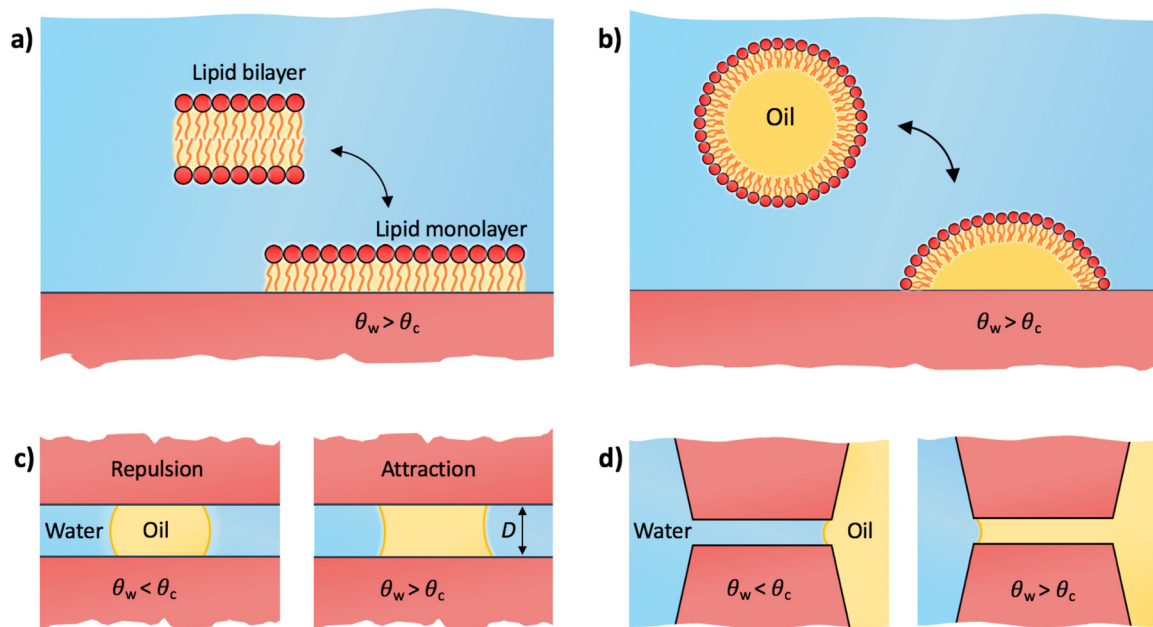 a)
Lipid bilayer
Lipid monolayer
θw > θc
b)
Oil
θw > θc
c)
Repulsion
Water
Oil
θw < θc
Attraction
D
θw > θc
d)
Water
Oil
θw < θc
θw > θc